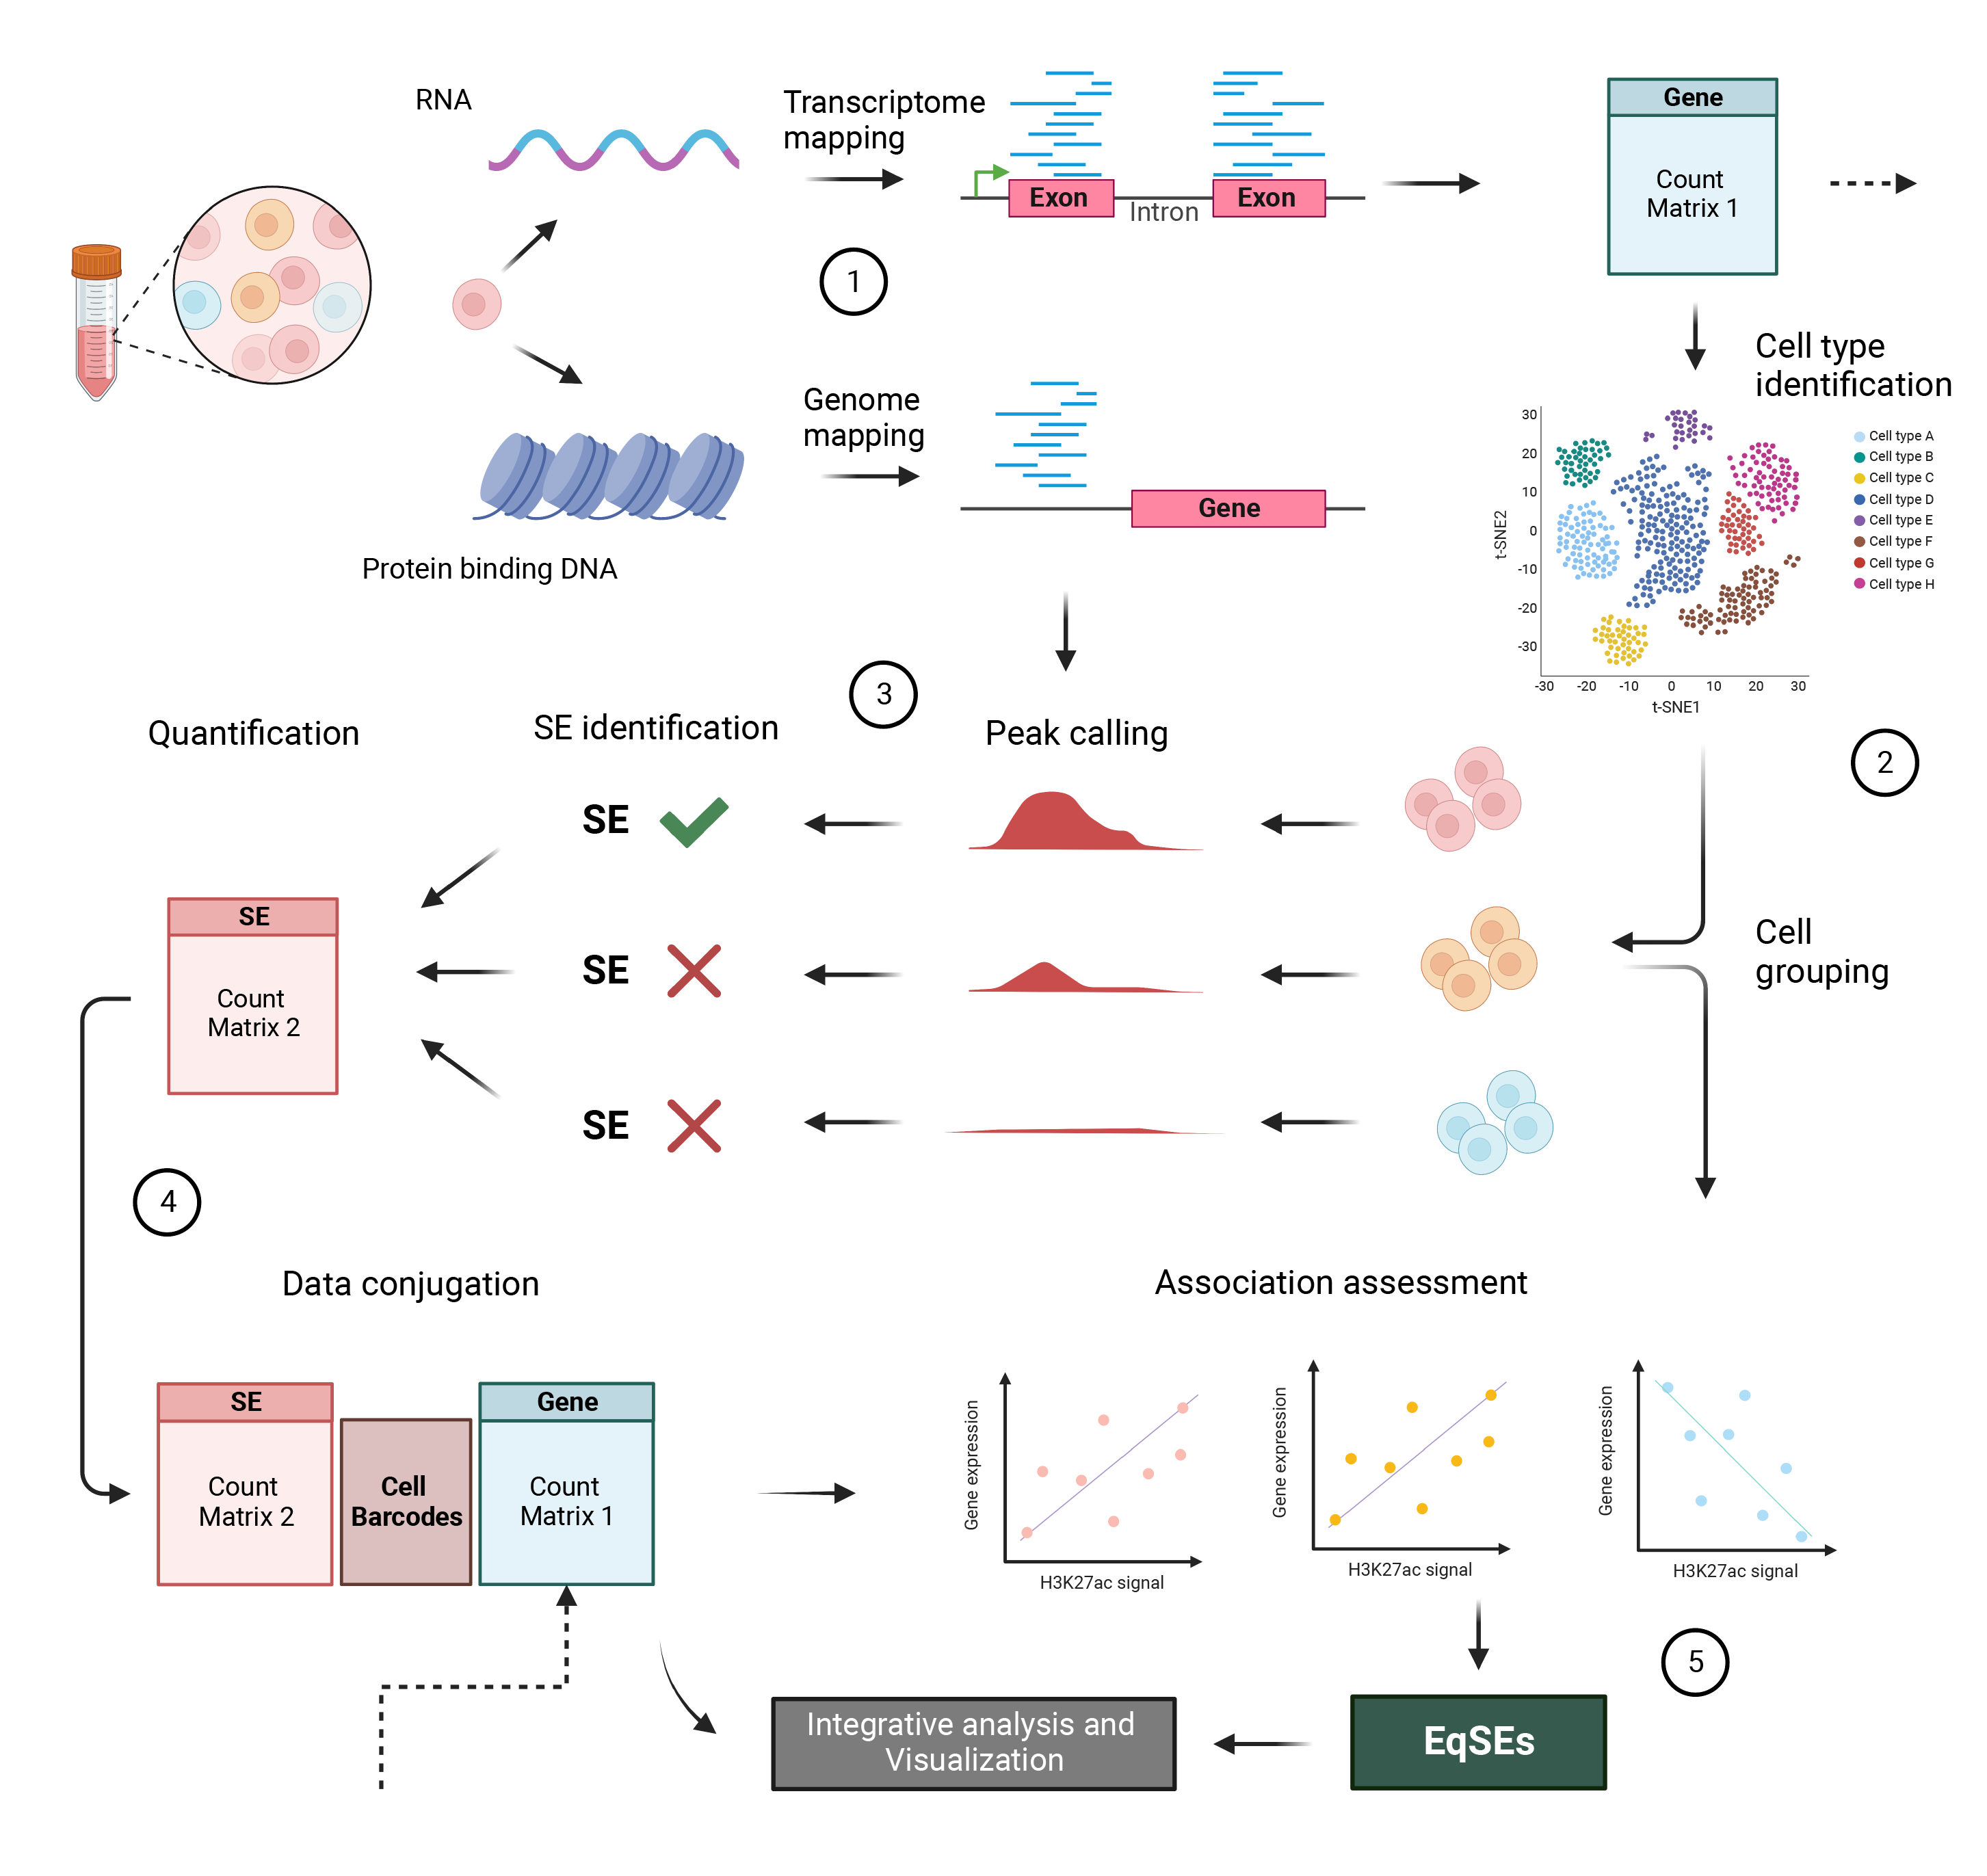 RNA
Transcriptome
mapping
Exon
Intron
Exon
Gene
Count
Matrix 1
1
Cell type
identification
Genome
mapping
Gene
Protein binding DNA
30
20
10
0
-10
-20
-30
t-SNE2
-30
-20
-10
0
10
20
30
t-SNE1
Cell type A
Cell type B
Cell type C
Cell type D
Cell type E
Cell type F
Cell type G
Cell type H
2
3
Quantification
SE identification
Peak calling
SE
SE
SE
SE
Count
Matrix 2
Cell
grouping
4
Data conjugation
Association assessment
SE
Count
Matrix 2
Cell
Barcodes
Gene
Count
Matrix 1
Gene expression
H3K27ac signal
Gene expression
H3K27ac signal
Gene expression
H3K27ac signal
5
Integrative analysis and
Visualization
EqSEs